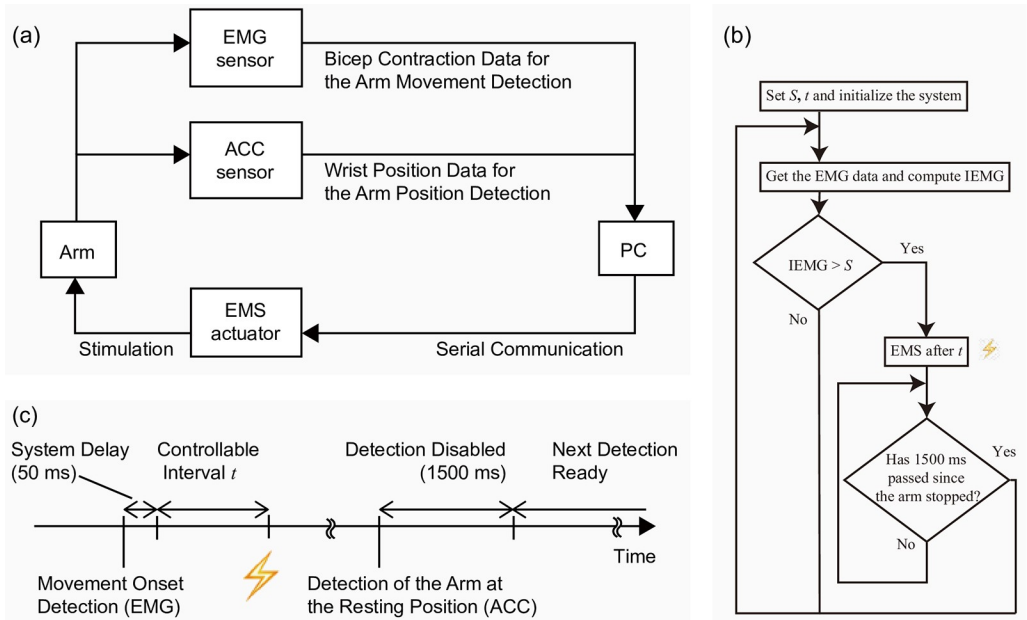 (a)
EMG
sensor
Bicep Contraction Data for
the Arm Movement Detection
ACC
sensor
Wrist Position Data for
the Arm Position Detection
Arm
PC
EMS
actuator
Stimulation
Serial Communication
(b)
Set S, t and initialize the system
Get the EMG data and compute IEMG
IEMG > S
Yes
No
EMS after t
Has 1500 ms
passed since
the arm stopped?
Yes
No
(c)
System Delay
(50 ms)
Controllable
Interval t
Detection Disabled
(1500 ms)
Next Detection
Ready
Time
Movement Onset
Detection (EMG)
Detection of the Arm at
the Resting Position (ACC)